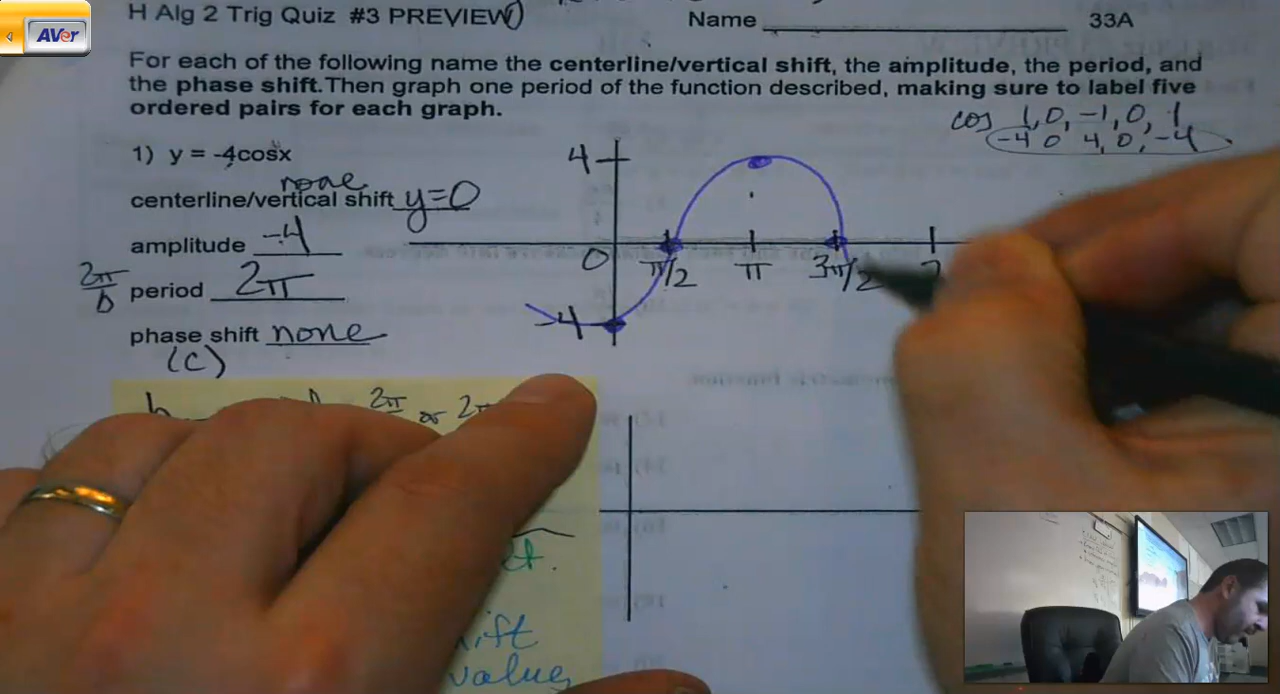 AVer
H Alg 2 Trig Quiz #3 PREVIEW
Name
33A
For each of the following name the centerline/vertical shift, the amplitude, the period, and
the phase shift. Then graph one period of the function described, making sure to label five
ordered pairs for each graph.
cos 1, 0, -1, 0, 1
-4 0 4, 0, -4
1) y = -4cosx
none
centerline/vertical shift y=0
amplitude -4
2π/b period 2π
phase shift none
(c)
4
0 π/2 π 3π/2
-4
b 2π or
ift
value